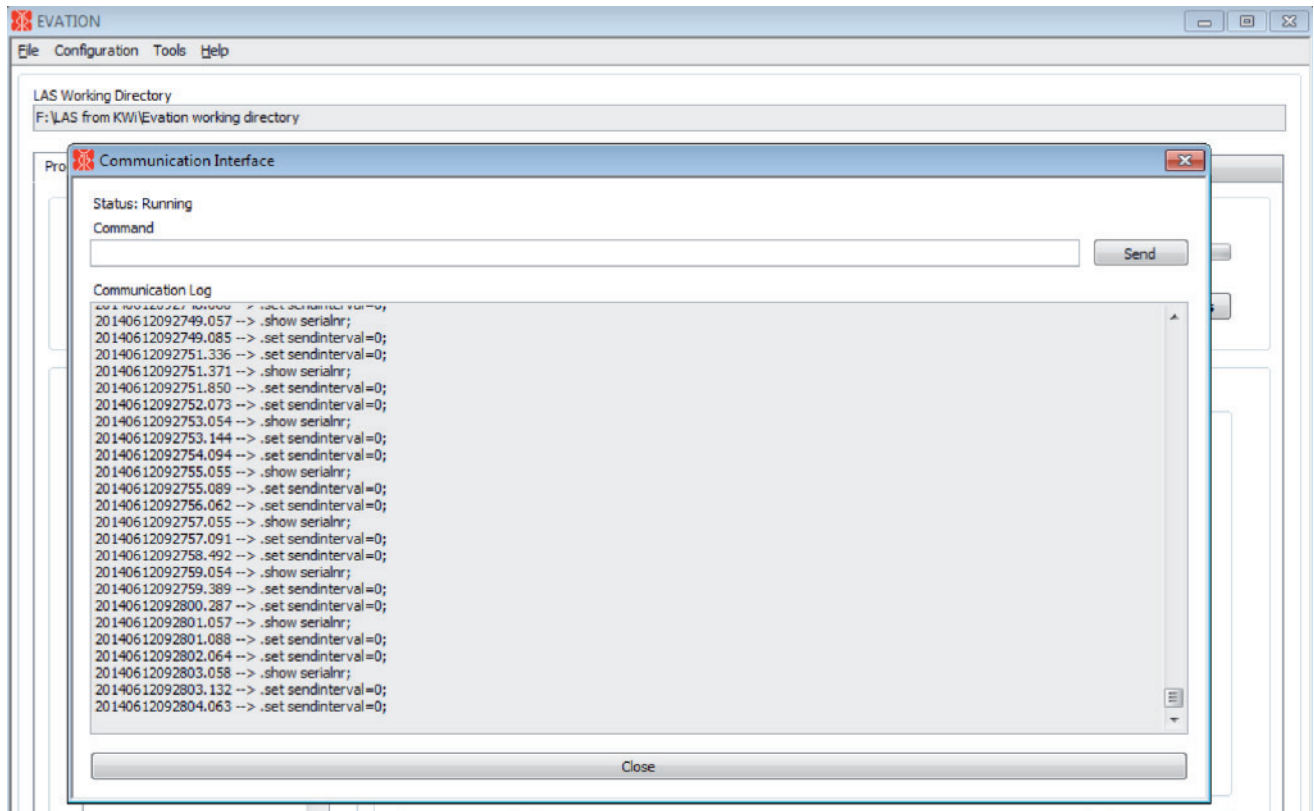 EVATION
File Configuration Tools Help
LAS Working Directory
F:\LAS from KWi\Evation working directory
Pro
Communication Interface
Status: Running
Command
Send
Communication Log
20140612092749.057 --> .show serialnr;
20140612092749.085 --> .set sendinterval=0;
20140612092751.336 --> .set sendinterval=0;
20140612092751.371 --> .show serialnr;
20140612092751.850 --> .set sendinterval=0;
20140612092752.073 --> .set sendinterval=0;
20140612092753.054 --> .show serialnr;
20140612092753.144 --> .set sendinterval=0;
20140612092754.094 --> .set sendinterval=0;
20140612092755.055 --> .show serialnr;
20140612092755.089 --> .set sendinterval=0;
20140612092756.062 --> .set sendinterval=0;
20140612092757.055 --> .show serialnr;
20140612092757.091 --> .set sendinterval=0;
20140612092758.492 --> .set sendinterval=0;
20140612092759.054 --> .show serialnr;
20140612092759.389 --> .set sendinterval=0;
20140612092800.287 --> .set sendinterval=0;
20140612092801.057 --> .show serialnr;
20140612092801.088 --> .set sendinterval=0;
20140612092802.064 --> .set sendinterval=0;
20140612092803.058 --> .show serialnr;
20140612092803.132 --> .set sendinterval=0;
20140612092804.063 --> .set sendinterval=0;
Close